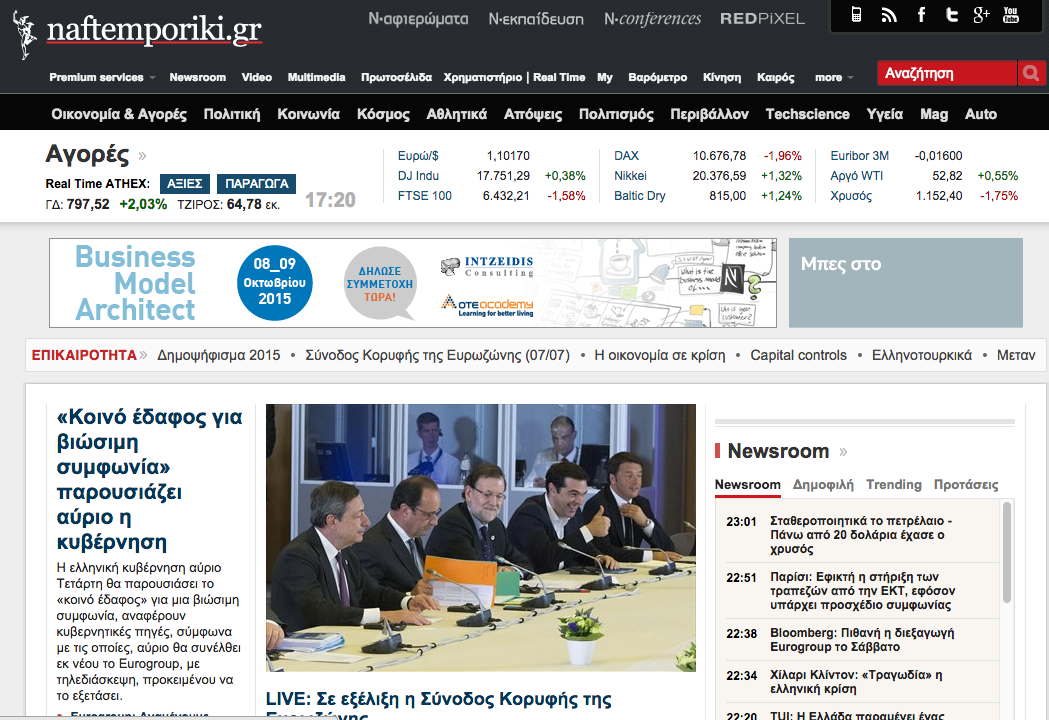 naftemporiki.gr
N·αφιερώματα N·εκπαίδευση N·conferences REDPiXEL
You Tube
Premium services Newsroom Video Multimedia Πρωτοσέλιδα Χρηματιστήριο | Real Time My Βαρόμετρο Κίνηση Καιρός more
Αναζήτηση
Οικονομία & Αγορές Πολιτική Κοινωνία Κόσμος Αθλητικά Απόψεις Πολιτισμός Περιβάλλον Techscience Υγεία Mag Auto
Αγορές »
Real Time ATHEX: ΑΞΙΕΣ ΠΑΡΑΓΩΓΑ
ΓΔ: 797,52 +2,03% ΤΖΙΡΟΣ: 64,78 εκ.
17:20
Ευρώ/$ 1,10170
DJ Indu 17.751,29 +0,38%
FTSE 100 6.432,21 -1,58%
DAX 10.676,78 -1,96%
Nikkei 20.376,59 +1,32%
Baltic Dry 815,00 +1,24%
Euribor 3M -0,01600
Αργό WTI 52,82 +0,55%
Χρυσός 1.152,40 -1,75%
Business
Model
Architect
08_09
Οκτωβρίου
2015
ΔΗΛΩΣΕ
ΣΥΜΜΕΤΟΧΗ
ΤΩΡΑ!
INTZEIDIS
Consulting
OTEacademy
Learning for better living
What is the
Μπες στο
ΕΠΙΚΑΙΡΟΤΗΤΑ» Δημοψήφισμα 2015 • Σύνοδος Κορυφής της Ευρωζώνης (07/07) • Η οικονομία σε κρίση • Capital controls • Ελληνοτουρκικά • Μεταν
«Κοινό έδαφος για
βιώσιμη
συμφωνία»
παρουσιάζει
αύριο η
κυβέρνηση
Η ελληνική κυβέρνηση αύριο
Τετάρτη θα παρουσιάσει το
«κοινό έδαφος» για μια βιώσιμη
συμφωνία, αναφέρουν
κυβερνητικές πηγές, σύμφωνα
με τις οποίες, αύριο θα συνέλθει
εκ νέου το Eurogroup, με
τηλεδιάσκεψη, προκειμένου να
το εξετάσει.
LIVE: Σε εξέλιξη η Σύνοδος Κορυφής της
Ευρωζώνης
Newsroom »
Newsroom Δημοφιλή Trending Προτάσεις
23:01 Σταθεροποιητικά το πετρέλαιο -
Πάνω από 20 δολάρια έχασε ο
χρυσός
22:51 Παρίσι: Εφικτή η στήριξη των
τραπεζών από την ΕΚΤ, εφόσον
υπάρχει προσχέδιο συμφωνίας
22:38 Bloomberg: Πιθανή η διεξαγωγή
Eurogroup το Σάββατο
22:34 Χίλαρι Κλίντον: «Τραγωδία» η
ελληνική κρίση
22:20 TUI: Η Ελλάδα παραμένει ένας